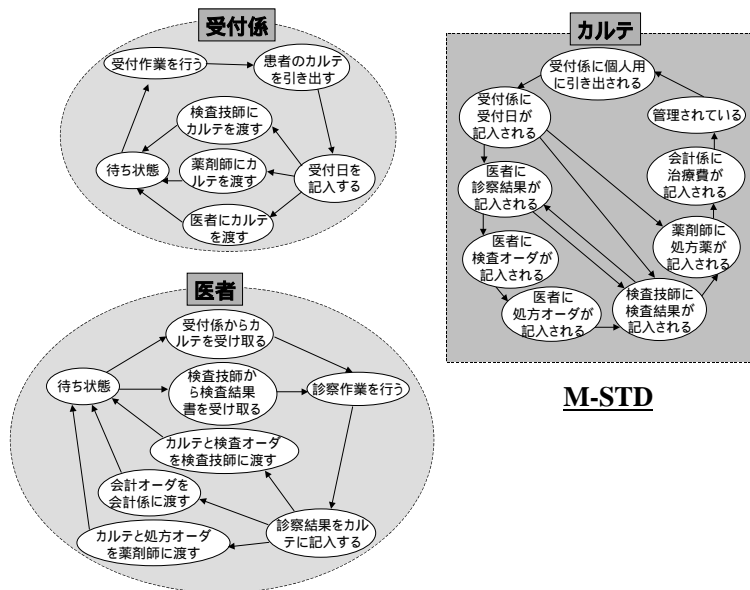 受付係
受付作業を行う
患者のカルテ
を引き出す
検査技師に
カルテを渡す
待ち状態
薬剤師にカ
ルテを渡す
受付日を
記入する
医者にカルテ
を渡す
カルテ
受付係に個人用
に引き出される
受付係に
受付日が
記入される
管理されている
医者に
診察結果が
記入される
会計係に
治療費が
記入される
医者に
検査オーダが
記入される
薬剤師に
処方薬が
記入される
医者に
処方オーダが
記入される
検査技師に
検査結果が
記入される
M-STD
医者
受付係からカ
ルテを受け取る
待ち状態
検査技師か
ら検査結果
書を受け取る
診察作業を行う
カルテと検査オーダ
を検査技師に渡す
会計オーダを
会計係に渡す
カルテと処方オーダ
を薬剤師に渡す
診察結果をカル
テに記入する